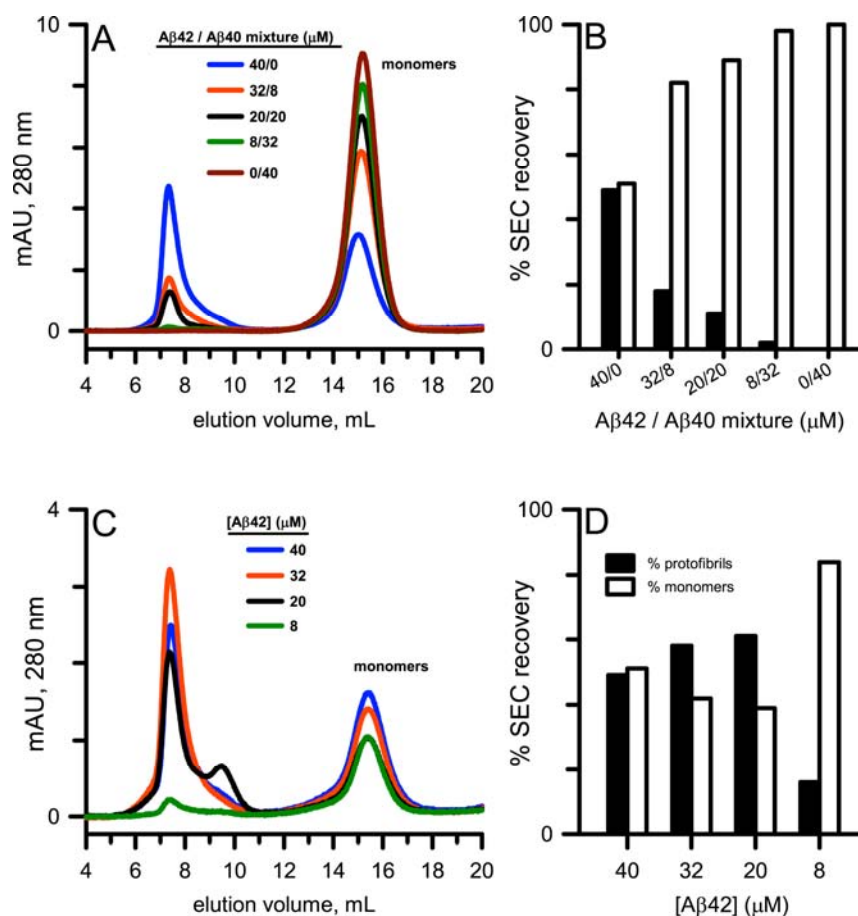 A
Aβ42 / Aβ40 mixture (μM)
40/0
32/8
20/20
8/32
0/40
monomers
10
0
mAU, 280 nm
4 6 8 10 12 14 16 18 20
elution volume, mL
B
100
0
% SEC recovery
40/0 32/8 20/20 8/32 0/40
Aβ42 / Aβ40 mixture (μM)
C
[Aβ42] (μM)
40
32
20
8
monomers
4
0
mAU, 280 nm
4 6 8 10 12 14 16 18 20
elution volume, mL
D
% protofibrils
% monomers
100
0
% SEC recovery
40 32 20 8
[Aβ42] (μM)